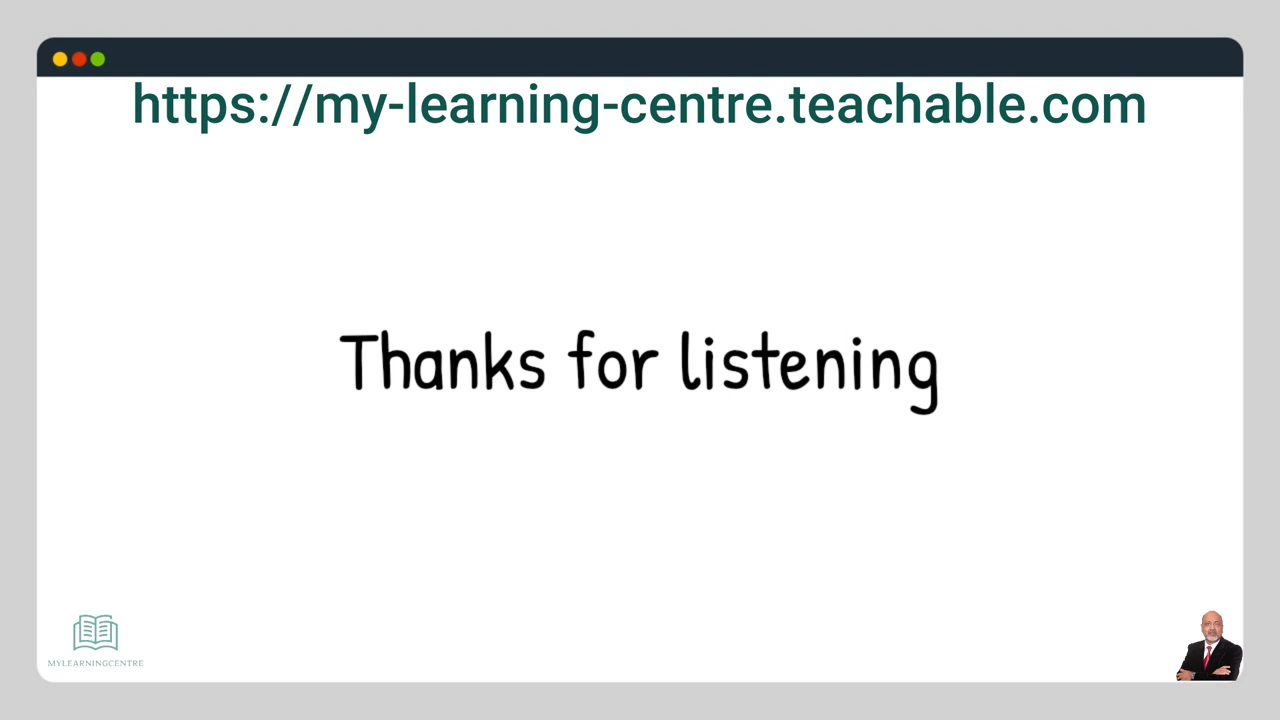 https://my-learning-centre.teachable.com
Thanks for listening
MYLEARNINGCENTRE